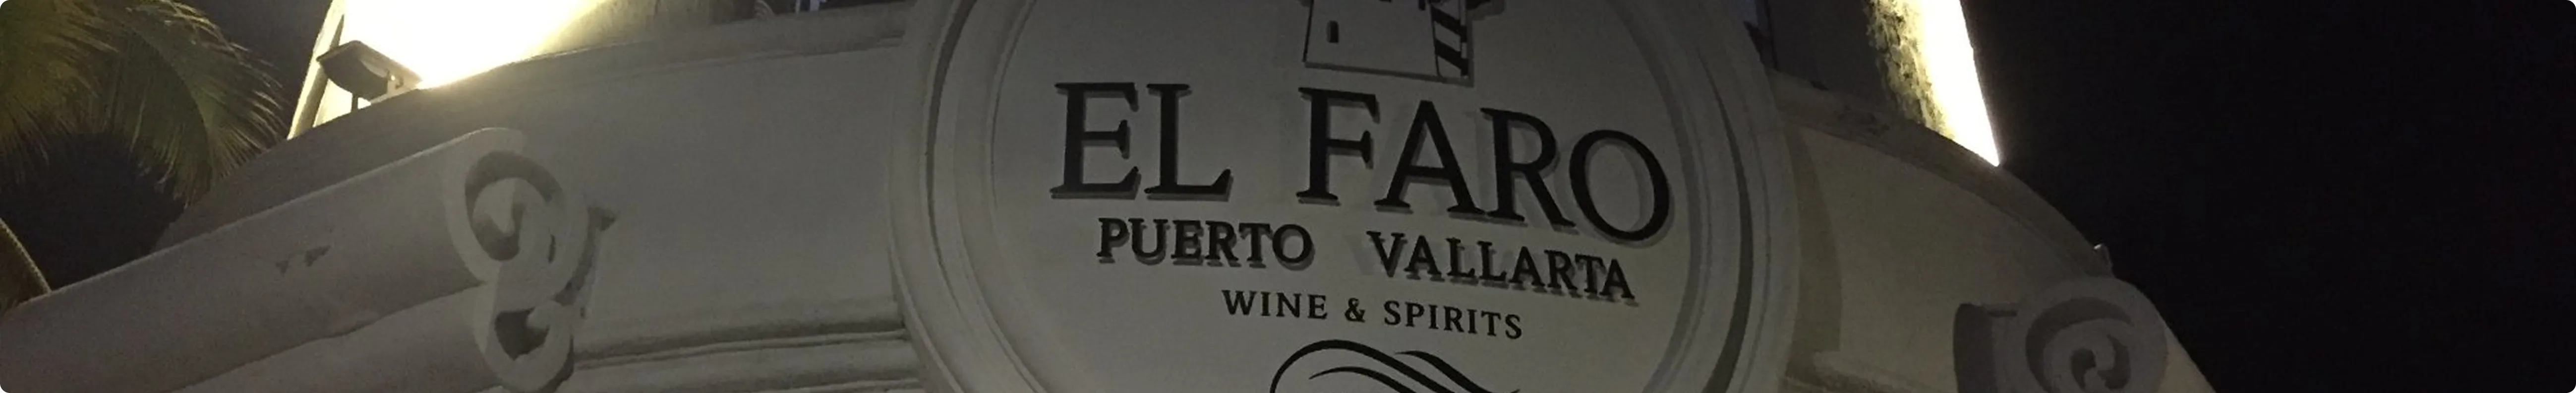 EL FARO
PUERTO VALLARTA
WINE & SPIRITS